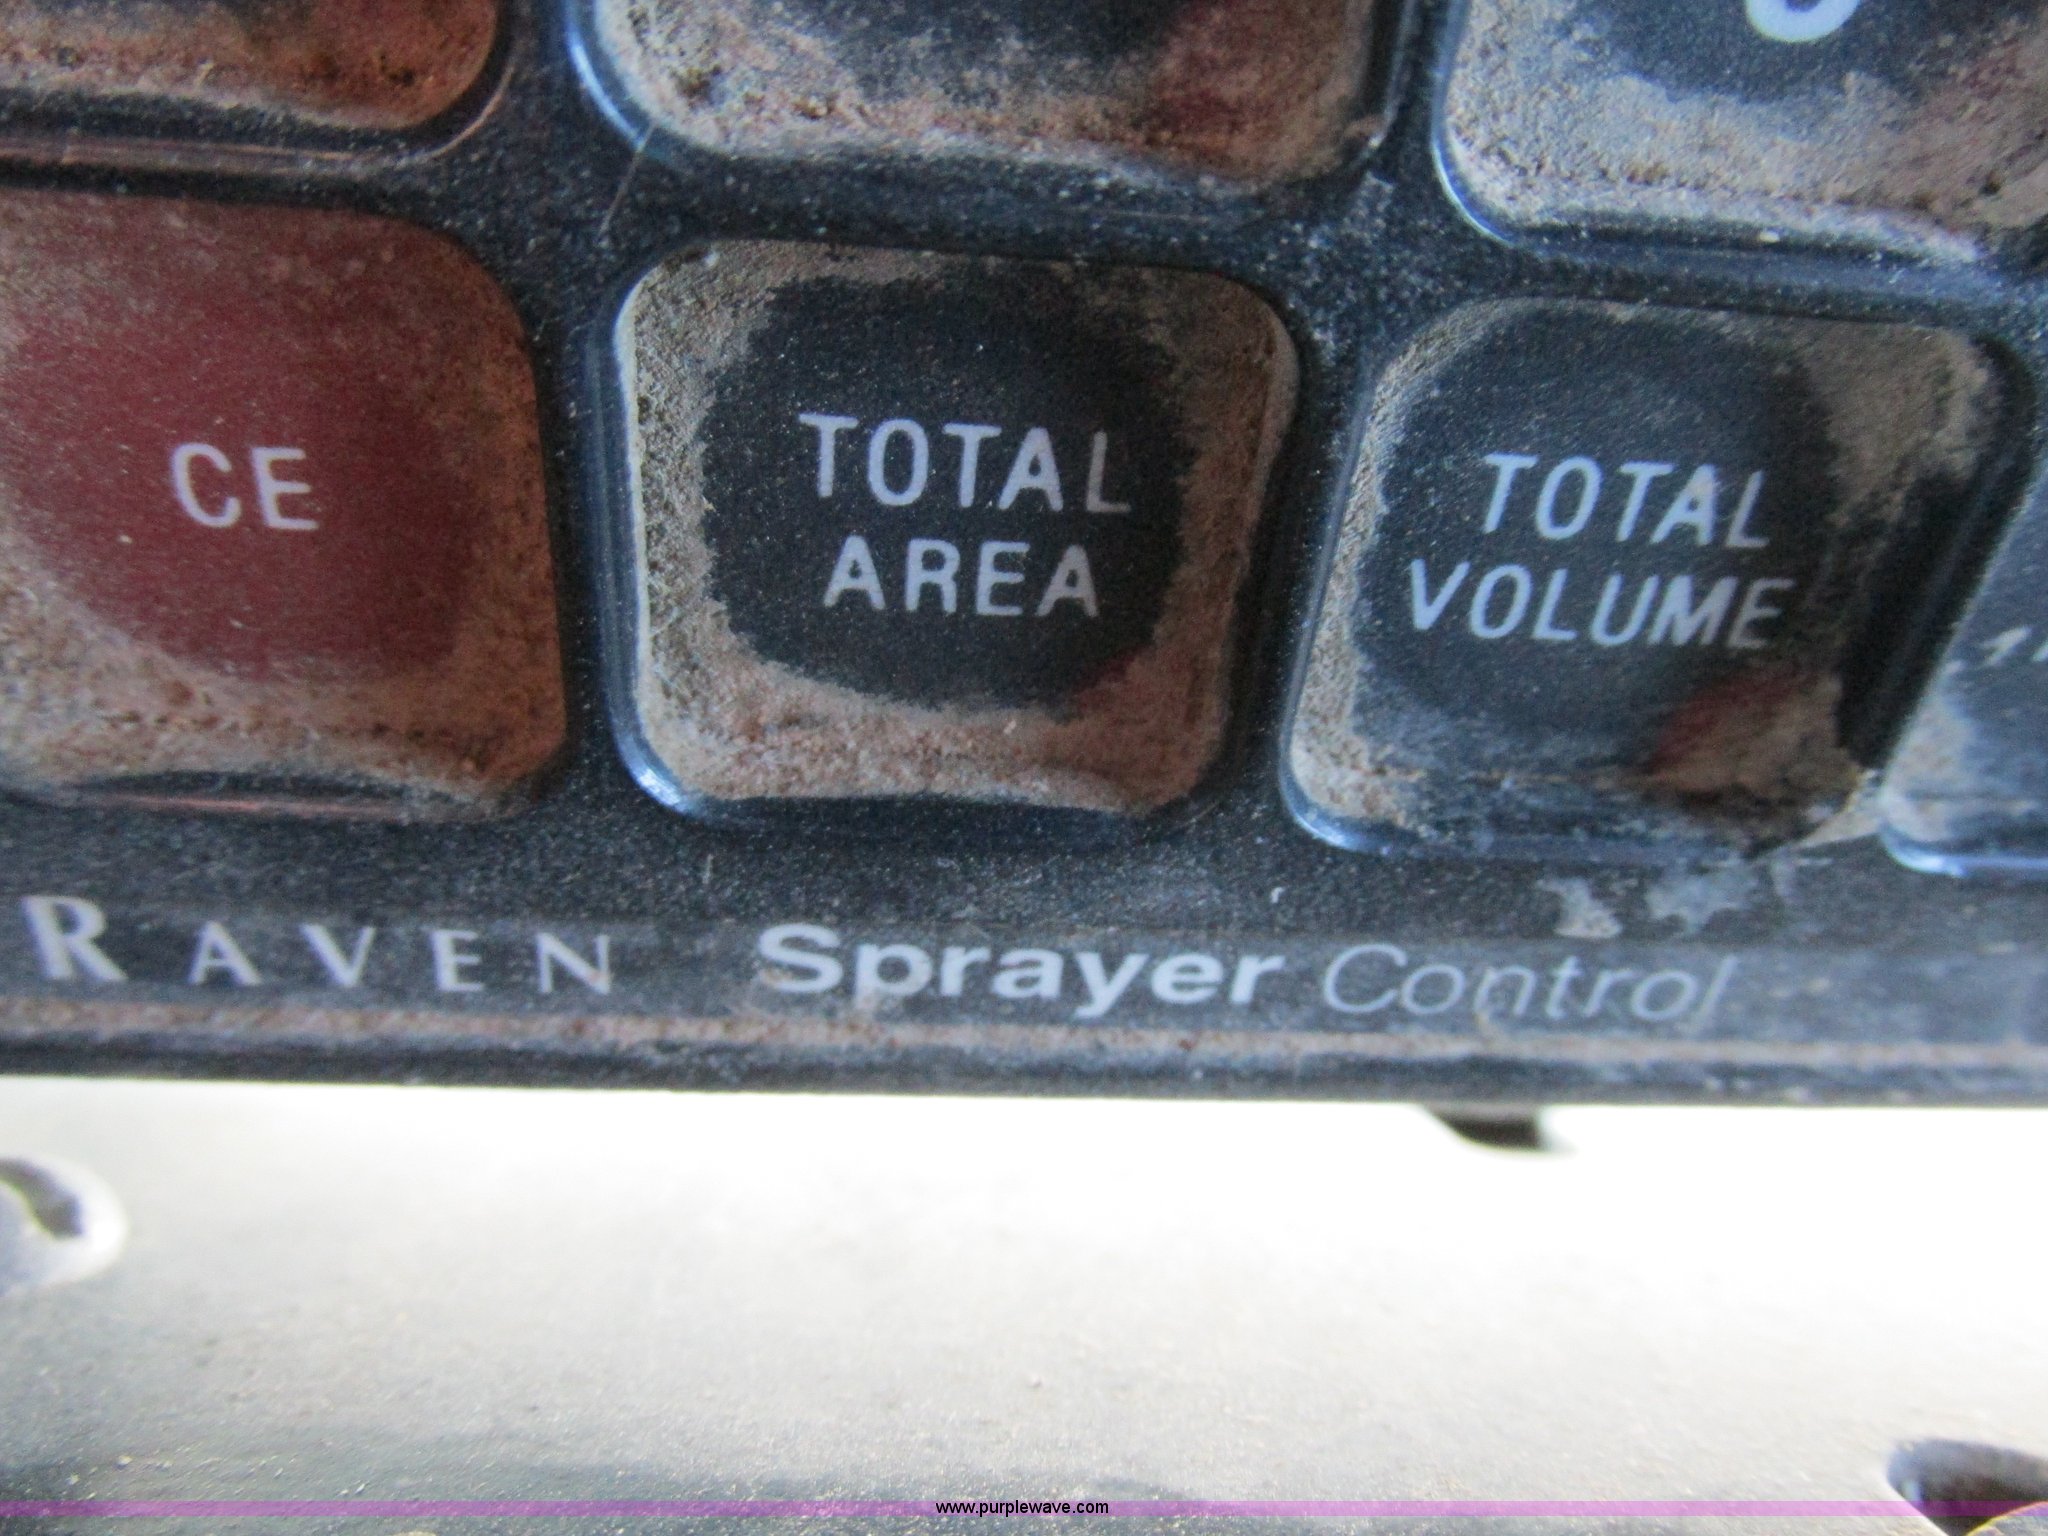 CE
TOTAL
AREA
TOTAL
VOLUME
RAVEN Sprayer Control
www.purplewave.com